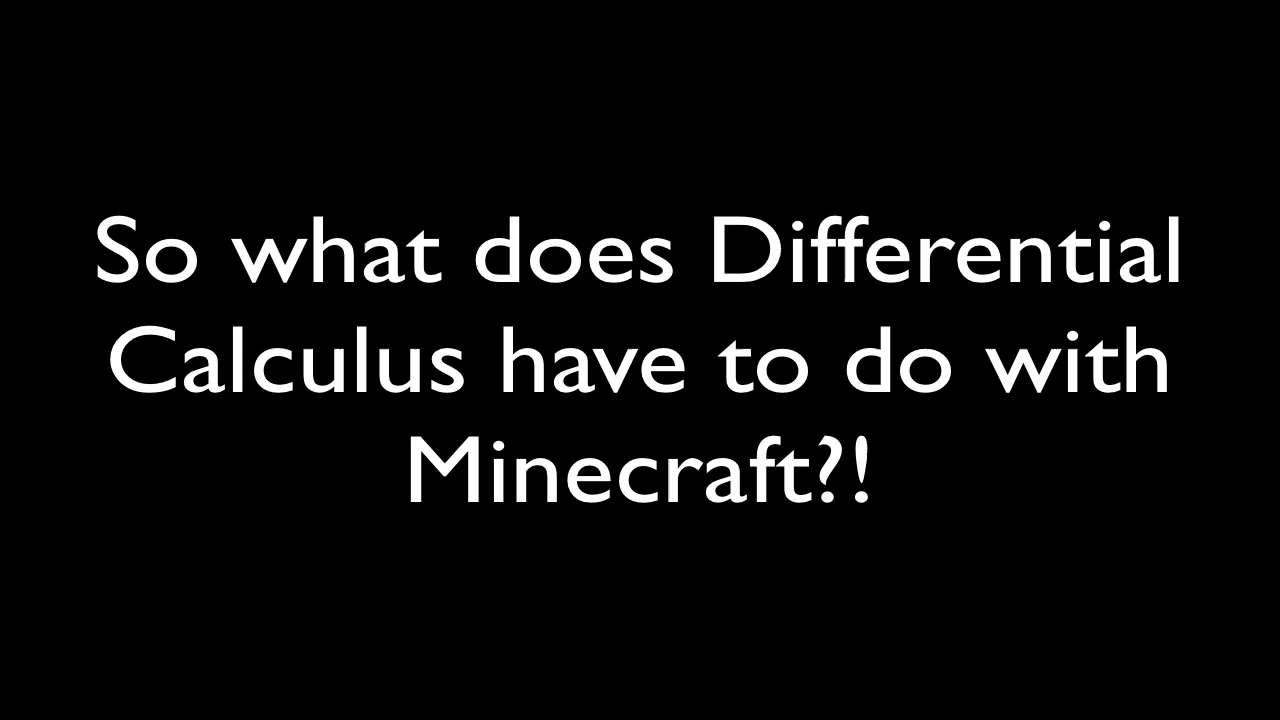 So what does Differential
Calculus have to do with
Minecraft?!